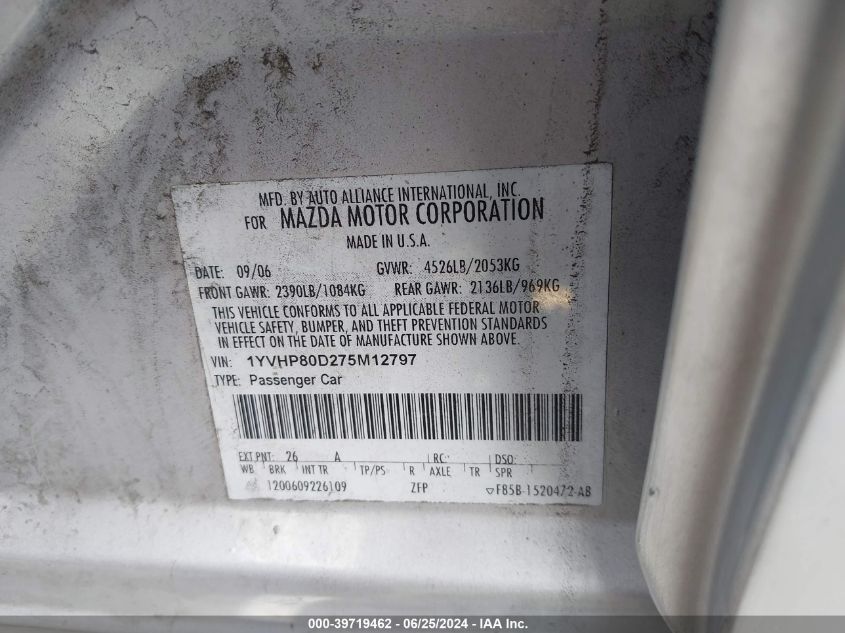 MFD. BY AUTO ALLIANCE INTERNATIONAL, INC.
FOR MAZDA MOTOR CORPORATION
MADE IN U.S.A.
DATE: 09/06 GVWR: 4526LB/2053KG
FRONT GAWR: 2390LB/1084KG REAR GAWR: 2136LB/969KG
THIS VEHICLE CONFORMS TO ALL APPLICABLE FEDERAL MOTOR
VEHICLE SAFETY, BUMPER, AND THEFT PREVENTION STANDARDS
IN EFFECT ON THE DATE OF MANUFACTURE SHOWN ABOVE.
VIN: 1YVHP80D275M12797
TYPE: Passenger Car
EXT PNT: 26 A RC: DSO:
WB BRK INT TR TP/PS R AXLE TR SPR
1200609226109 ZFP ▽F85B-1520472-AB
000-39719462 - 06/25/2024 - IAA Inc.